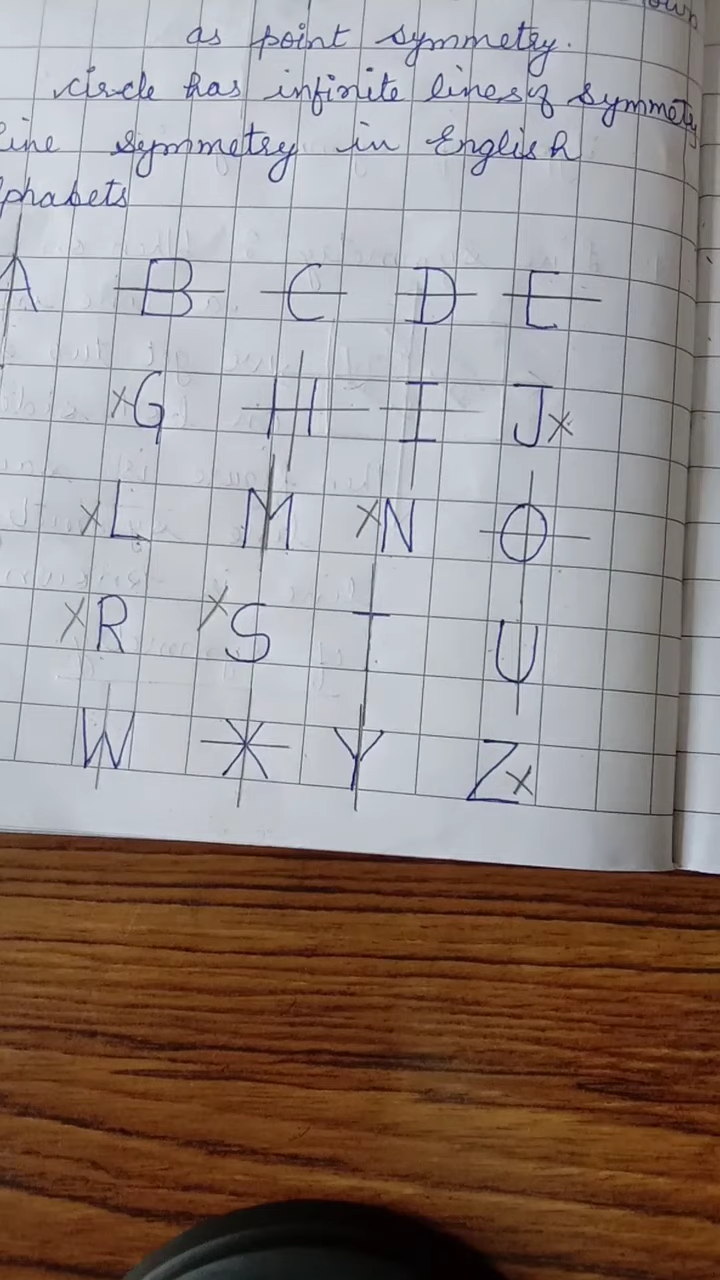 as point symmetry.
circle has infinite lines of symmetry
line symmetry in English
phabets
A B C D E
×G H I J×
×L M ×N O
×R ×S T U
W X Y Z×